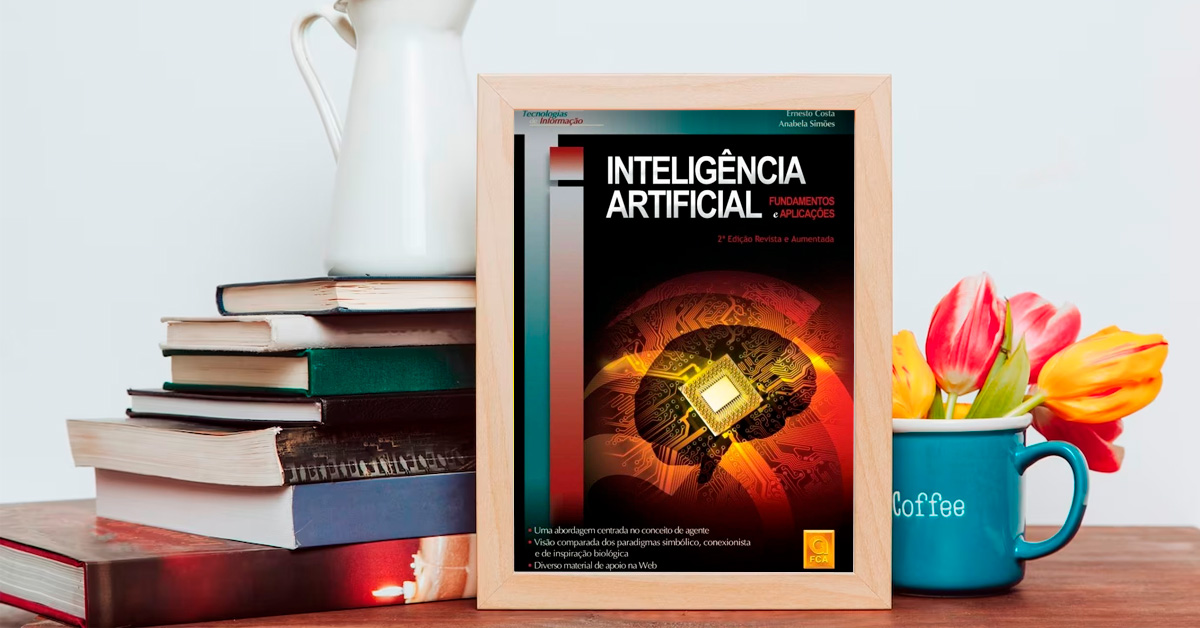 Tecnologias
de Informação
Ernesto Costa
Anabela Simões
INTELIGÊNCIA
ARTIFICIAL
FUNDAMENTOS
e APLICAÇÕES
2ª Edição Revista e Aumentada
• Uma abordagem centrada no conceito de agente
• Visão comparada dos paradigmas simbólico, conexionista
e de inspiração biológica
• Diverso material de apoio na Web
FCA
Coffee